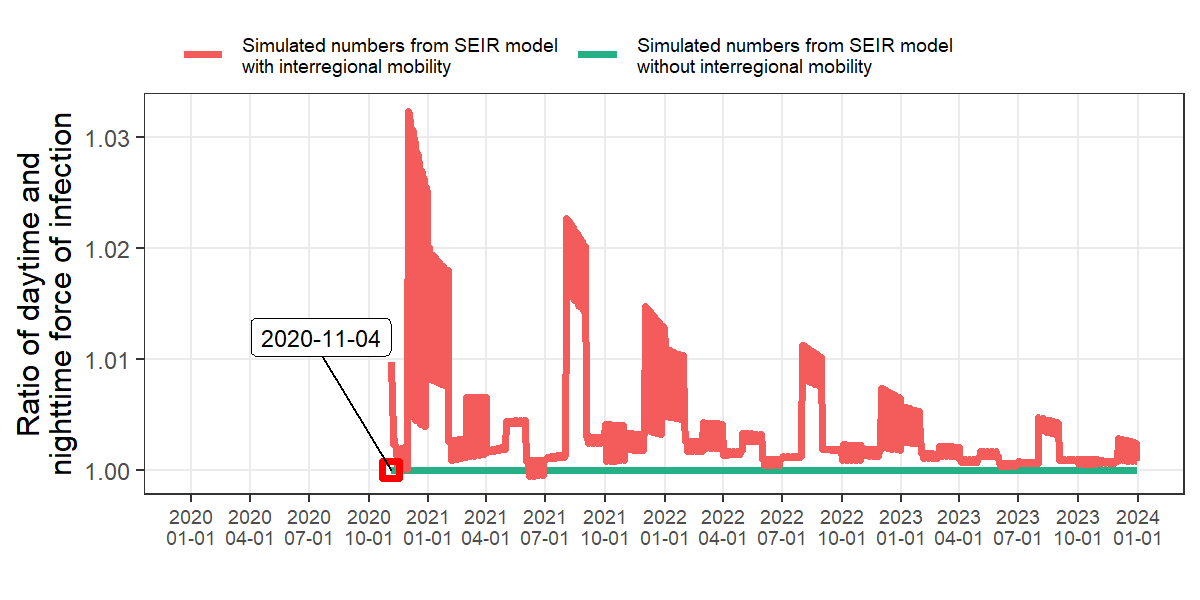 Simulated numbers from SEIR model
with interregional mobility
Simulated numbers from SEIR model
without interregional mobility
Ratio of daytime and
nighttime force of infection
1.03
1.02
1.01
1.00
2020-11-04
2020 2020 2020 2020 2021 2021 2021 2021 2022 2022 2022 2022 2023 2023 2023 2023 2024
01-01 04-01 07-01 10-01 01-01 04-01 07-01 10-01 01-01 04-01 07-01 10-01 01-01 04-01 07-01 10-01 01-01